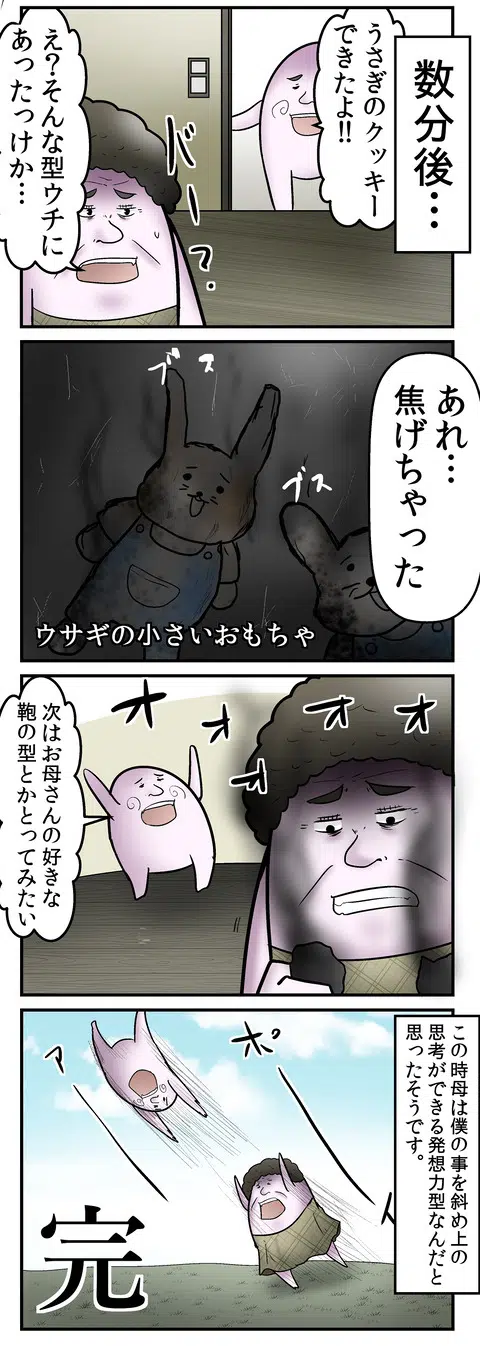 数分後…
うさぎのクッキー
できたよ!!
ドーー?.
え?そんな型ウチに
あったっけか…
あれ…
焦げちゃった
ブス
ブス
ウサギの小さいおもちゃ
オオオオオ
次はお母さんの好きな
鞄の型とかとってみたい
この時母は僕の事を斜め上の
思考ができる発想力型なんだと
思ったそうです。
ポ
ア
完